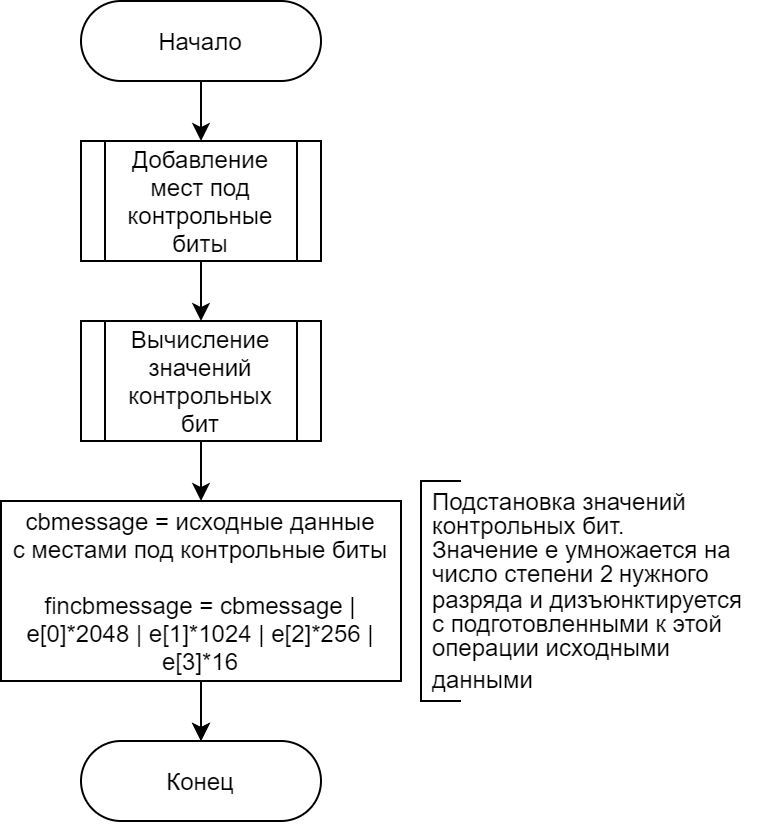 Начало
Добавление
мест под
контрольные
биты
Вычисление
значений
контрольных
бит
cbmessage = исходные данные
с местами под контрольные биты
fincbmessage = cbmessage |
e[0]*2048 | e[1]*1024 | e[2]*256 |
e[3]*16
Подстановка значений
контрольных бит.
Значение e умножается на
число степени 2 нужного
разряда и дизъюнктируется
с подготовленными к этой
операции исходными
данными
Конец